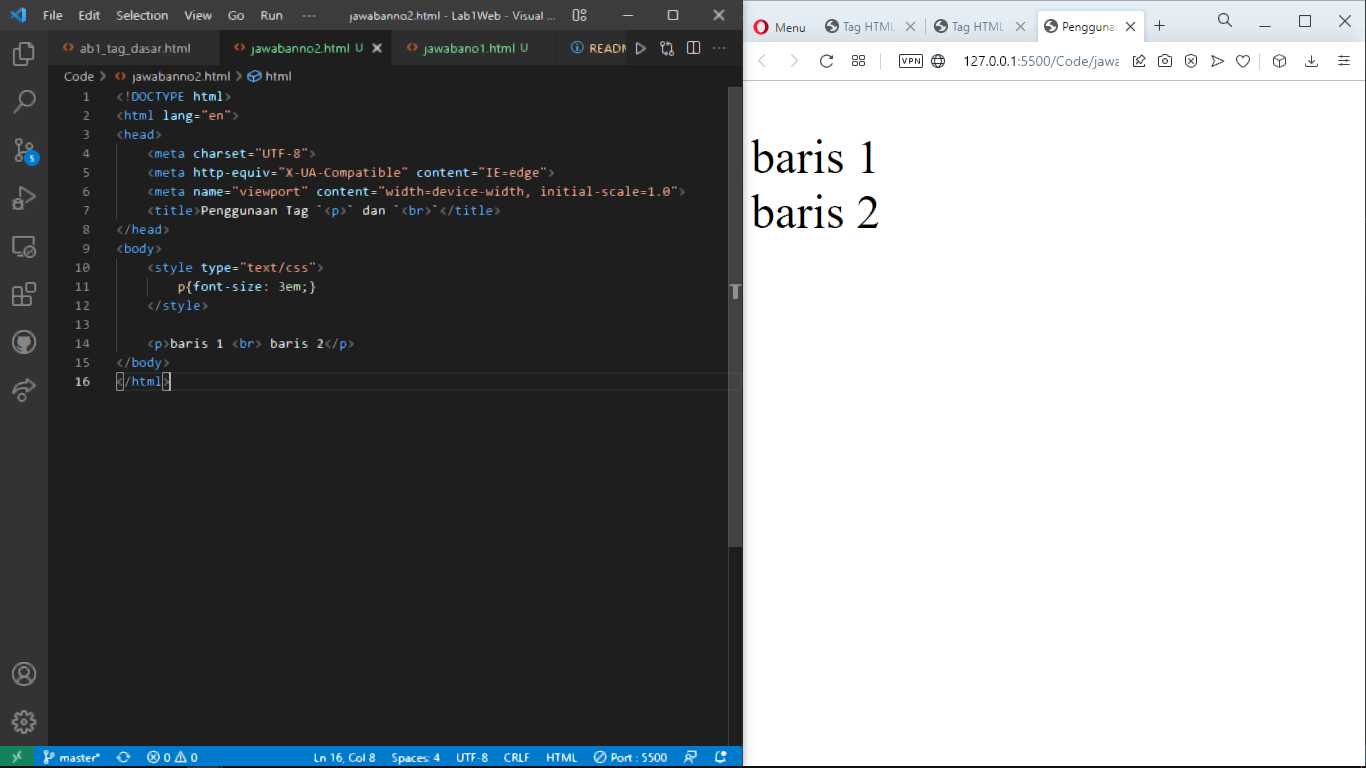 File Edit Selection View Go Run ··· jawabanno2.html - Lab1Web - Visual ...
ab1_tag_dasar.html jawabanno2.html U jawabano1.html U READM
Code > jawabanno2.html > html
1 <!DOCTYPE html>
2 <html lang="en">
3 <head>
4 <meta charset="UTF-8">
5 <meta http-equiv="X-UA-Compatible" content="IE=edge">
6 <meta name="viewport" content="width=device-width, initial-scale=1.0">
7 <title>Penggunaan Tag `<p>` dan `<br>`</title>
8 </head>
9 <body>
10 <style type="text/css">
11 p{font-size: 3em;}
12 </style>
13
14 <p>baris 1 <br> baris 2</p>
15 </body>
16 </html>
5
master* 0 0 Ln 16, Col 8 Spaces: 4 UTF-8 CRLF HTML Port : 5500
Menu Tag HTML Tag HTML Penggunaa
VPN 127.0.0.1:5500/Code/jawa
baris 1
baris 2